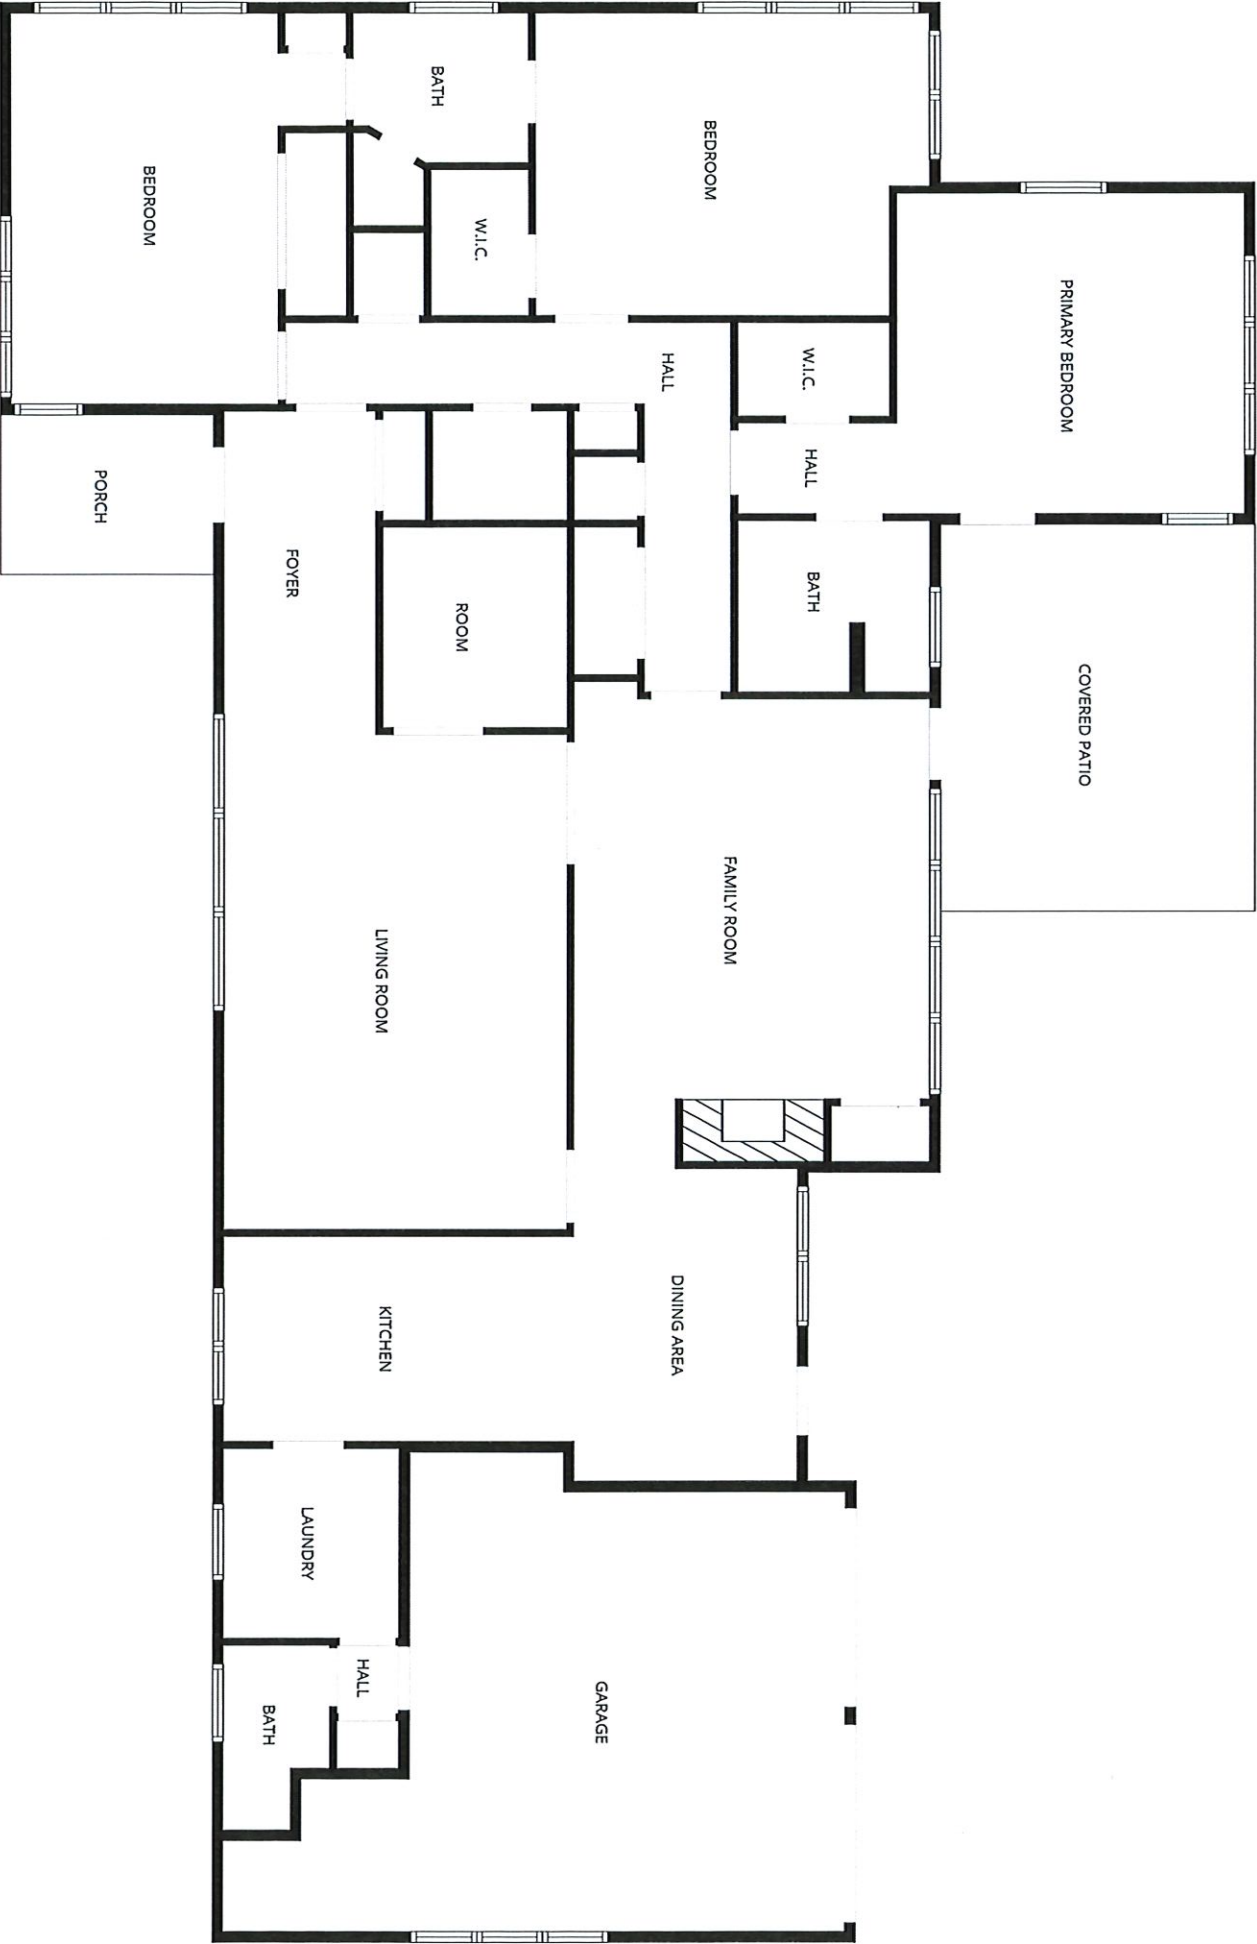 PRIMARY BEDROOM
COVERED PATIO
W.I.C.
HALL
BATH
BEDROOM
FAMILY ROOM
HALL
DINING AREA
GARAGE
BATH
W.I.C.
ROOM
LIVING ROOM
KITCHEN
HALL
FOYER
LAUNDRY
BATH
BEDROOM
PORCH